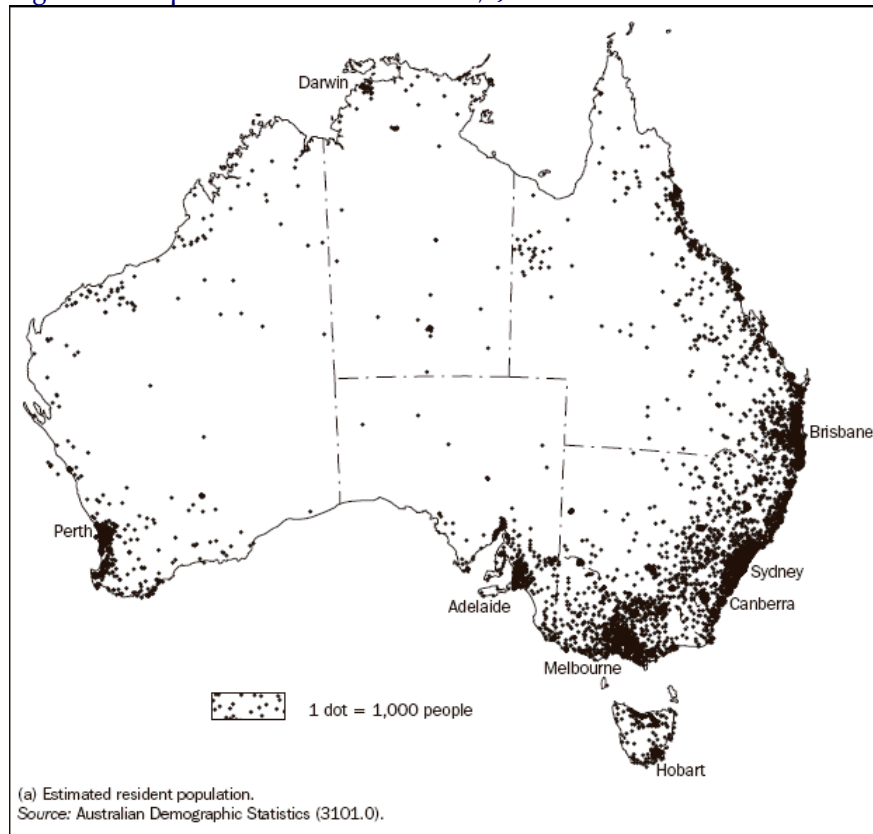 Darwin
Brisbane
Perth
Sydney
Adelaide
Canberra
Melbourne
1 dot = 1,000 people
Hobart
(a) Estimated resident population.
Source: Australian Demographic Statistics (3101.0).